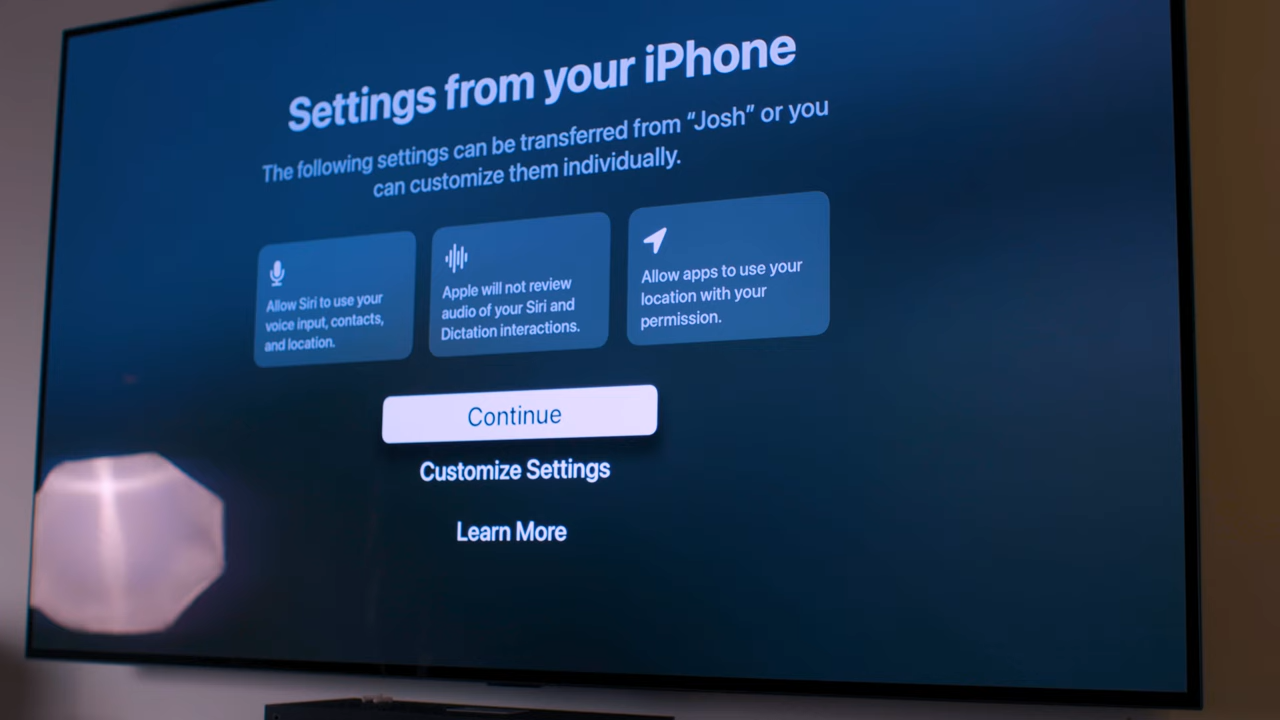 Settings from your iPhone
The following settings can be transferred from “Josh” or you
can customize them individually.
Allow Siri to use your
voice input, contacts,
and location.
Apple will not review
audio of your Siri and
Dictation interactions.
Allow apps to use your
location with your
permission.
Continue
Customize Settings
Learn More